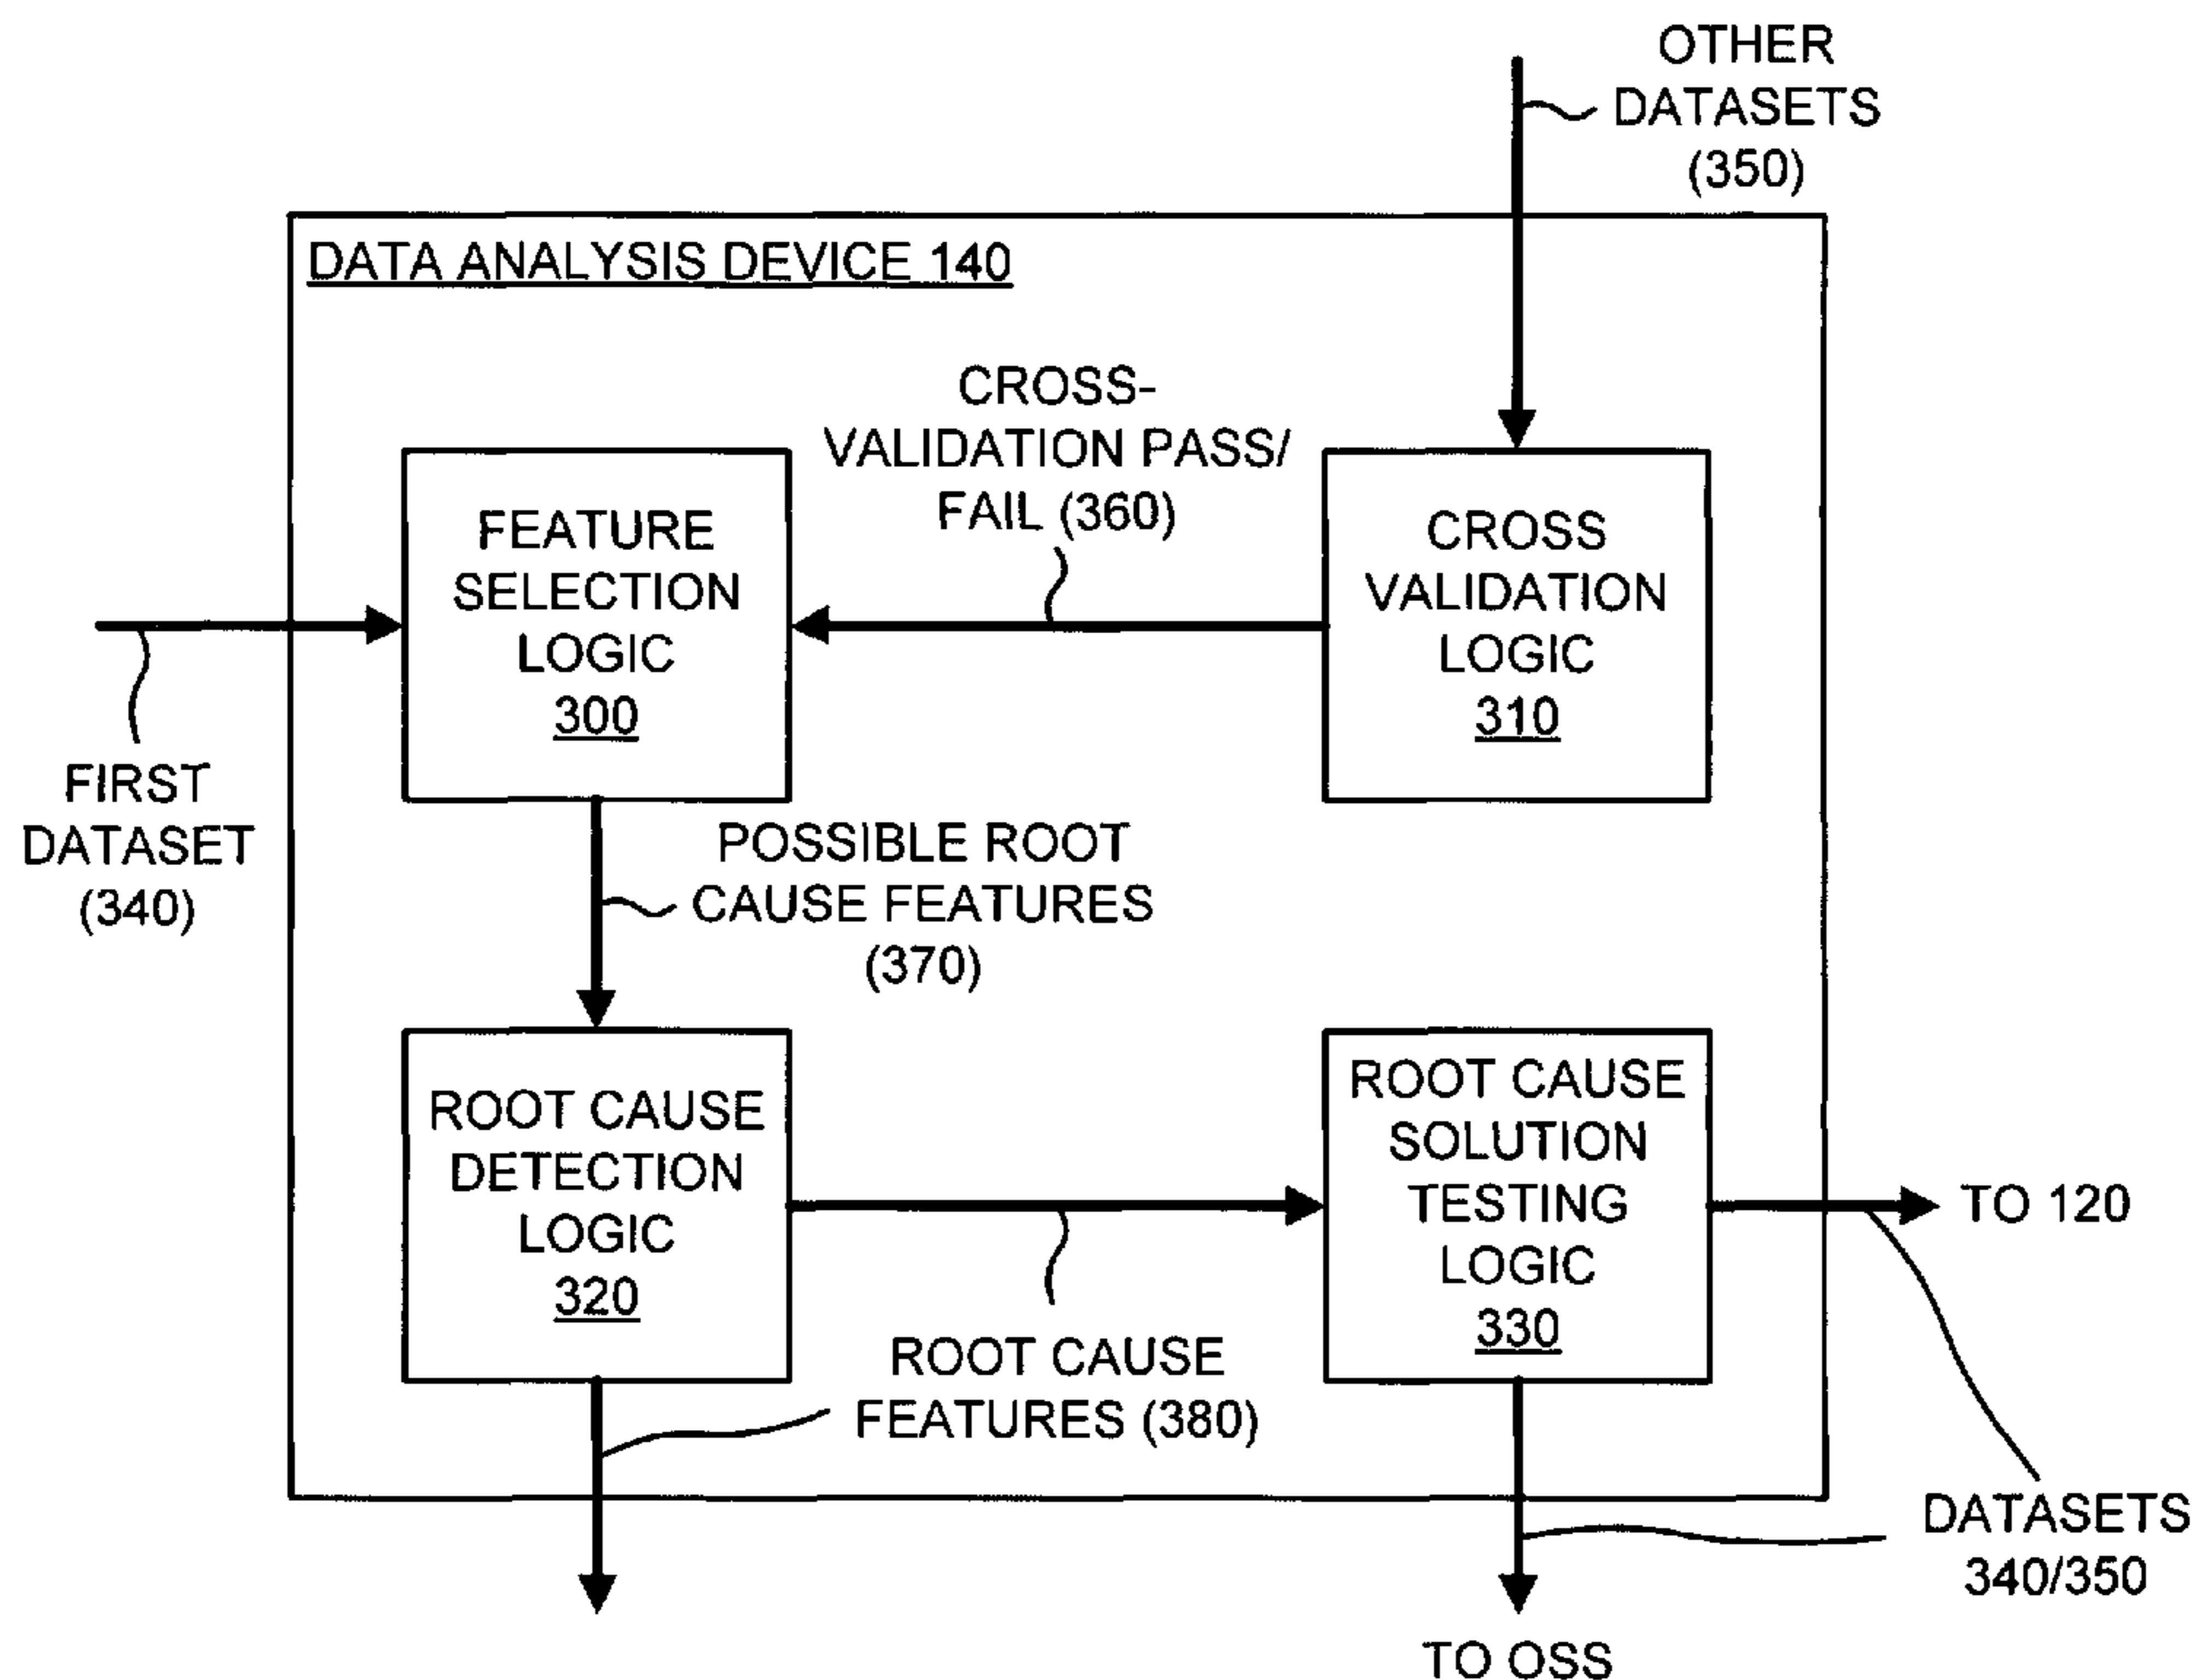 OTHER
DATASETS
(350)
DATA ANALYSIS DEVICE 140
CROSS-
VALIDATION PASS/
FAIL (360)
FEATURE
SELECTION
LOGIC
300
CROSS
VALIDATION
LOGIC
310
FIRST
DATASET
(340)
POSSIBLE ROOT
CAUSE FEATURES
(370)
ROOT CAUSE
DETECTION
LOGIC
320
ROOT CAUSE
SOLUTION
TESTING
LOGIC
330
TO 120
ROOT CAUSE
FEATURES (380)
DATASETS
340/350
TO OSS